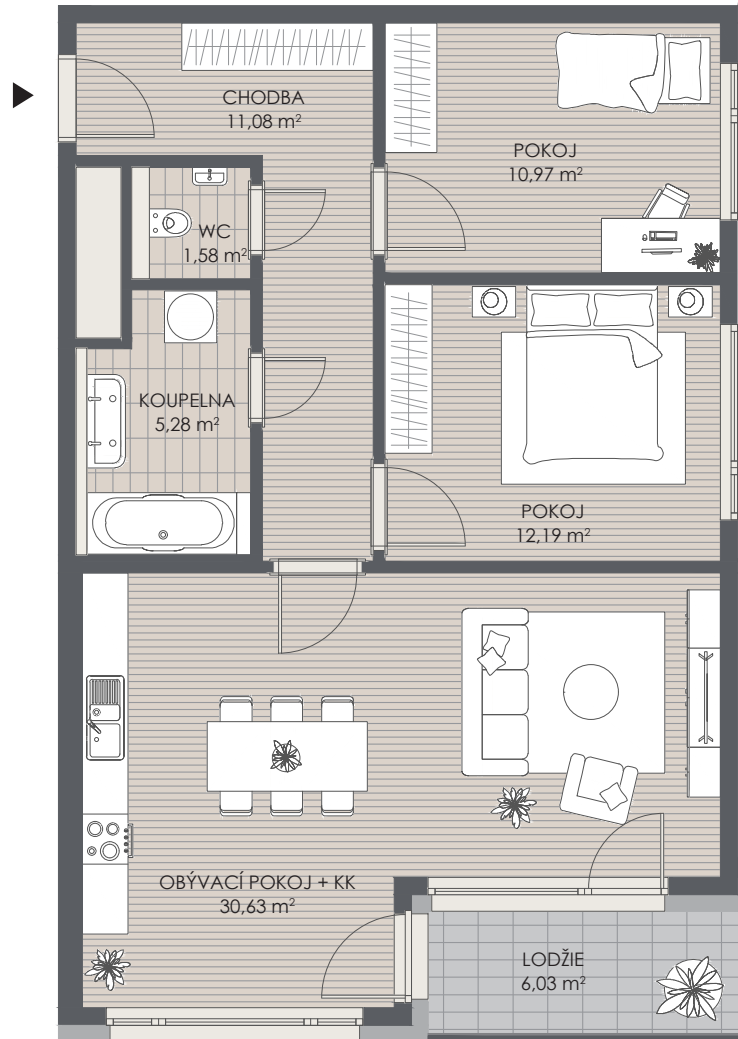 CHODBA
11,08 m²
POKOJ
10,97 m²
WC
1,58 m²
KOUPELNA
5,28 m²
POKOJ
12,19 m²
OBÝVACÍ POKOJ + KK
30,63 m²
LODŽIE
6,03 m²